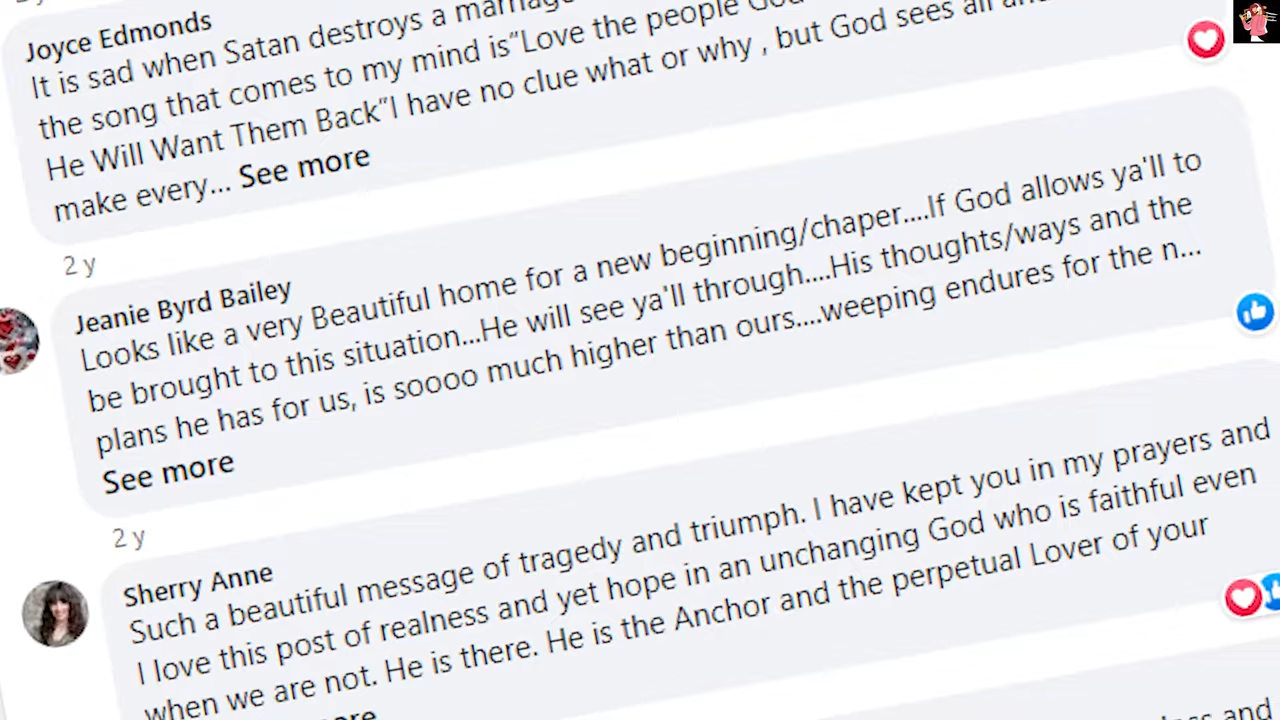 Joyce Edmonds
It is sad when Satan destroys a marriage
the song that comes to my mind is"Love the people God
He Will Want Them Back"I have no clue what or why , but God sees all and
make every... See more
2 y
Jeanie Byrd Bailey
Looks like a very Beautiful home for a new beginning/chaper....If God allows ya'll to
be brought to this situation...He will see ya'll through....His thoughts/ways and the
plans he has for us, is soooo much higher than ours....weeping endures for the n...
See more
2 y
Sherry Anne
Such a beautiful message of tragedy and triumph. I have kept you in my prayers and
I love this post of realness and yet hope in an unchanging God who is faithful even
when we are not. He is there. He is the Anchor and the perpetual Lover of your
and